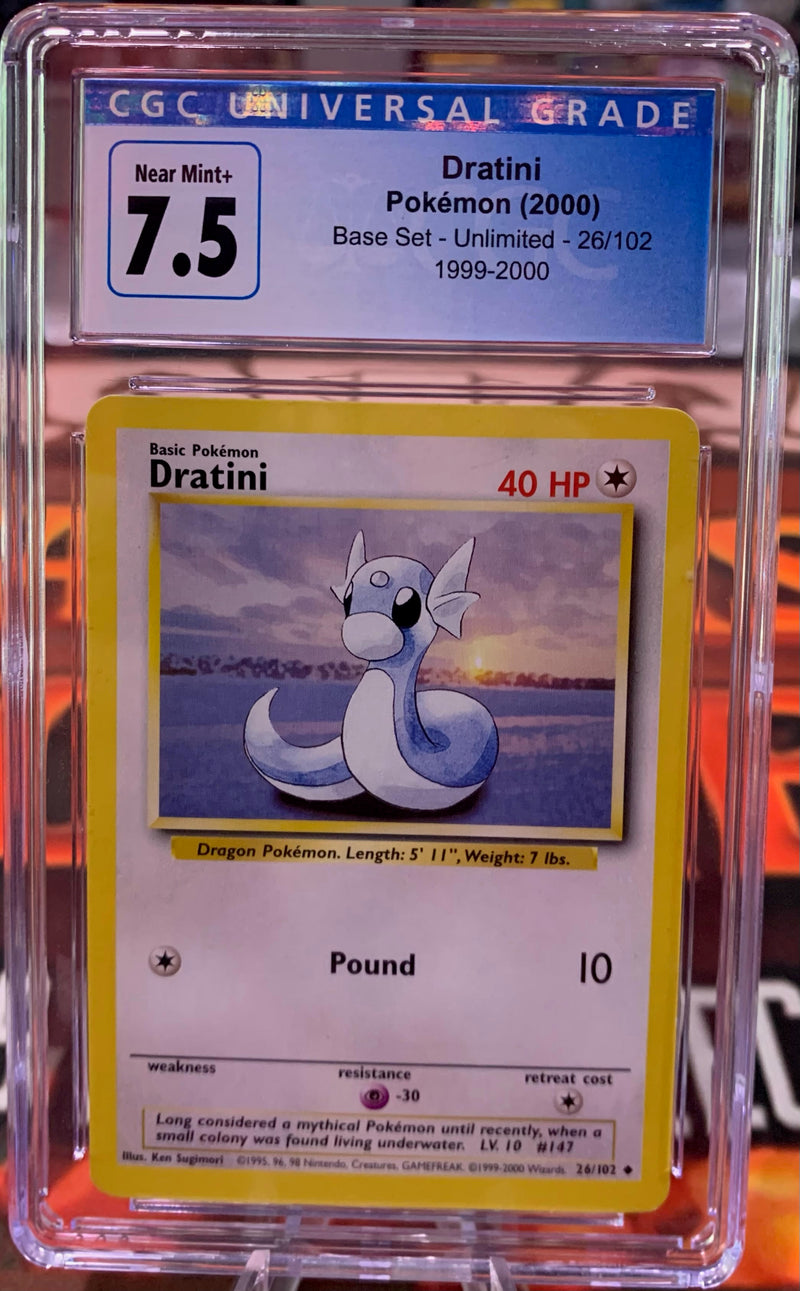 CGC UNIVERSAL GRADE
Near Mint+
7.5
Dratini
Pokémon (2000)
Base Set - Unlimited - 26/102
1999-2000
Basic Pokémon
Dratini
40 HP
Dragon Pokémon. Length: 5' 11", Weight: 7 lbs.
Pound 10
weakness resistance retreat cost
-30
Long considered a mythical Pokémon until recently, when a
small colony was found living underwater. LV. 10 #147
Illus. Ken Sugimori ©1995, 96, 98 Nintendo, Creatures, GAMEFREAK. ©1999-2000 Wizards. 26/102